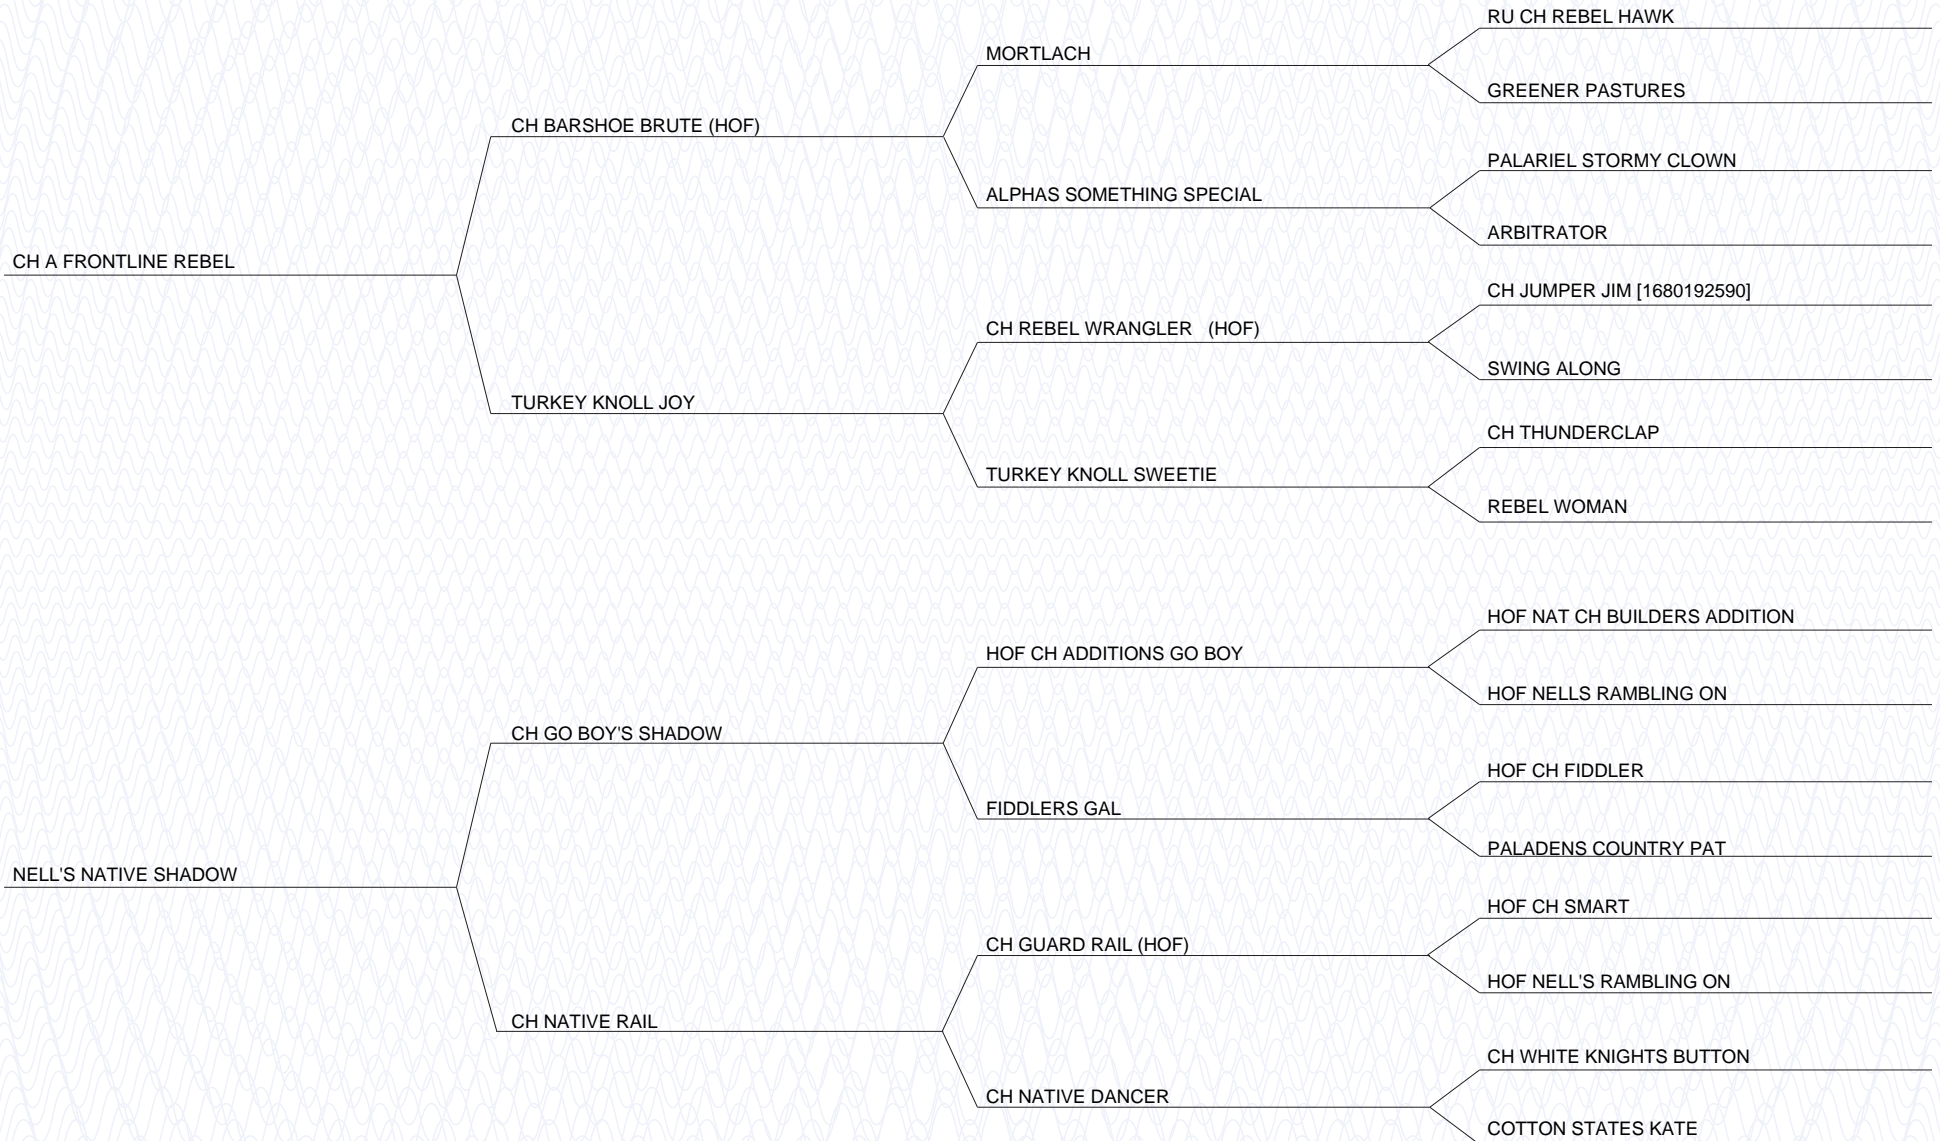 RU CH REBEL HAWK
MORTLACH
GREENER PASTURES
CH BARSHOE BRUTE (HOF)
PALARIEL STORMY CLOWN
ALPHAS SOMETHING SPECIAL
ARBITRATOR
CH A FRONTLINE REBEL
CH JUMPER JIM [1680192590]
CH REBEL WRANGLER (HOF)
SWING ALONG
TURKEY KNOLL JOY
CH THUNDERCLAP
TURKEY KNOLL SWEETIE
REBEL WOMAN
HOF NAT CH BUILDERS ADDITION
HOF CH ADDITIONS GO BOY
HOF NELLS RAMBLING ON
CH GO BOY'S SHADOW
HOF CH FIDDLER
FIDDLERS GAL
PALADENS COUNTRY PAT
NELL'S NATIVE SHADOW
HOF CH SMART
CH GUARD RAIL (HOF)
HOF NELL'S RAMBLING ON
CH NATIVE RAIL
CH WHITE KNIGHTS BUTTON
CH NATIVE DANCER
COTTON STATES KATE